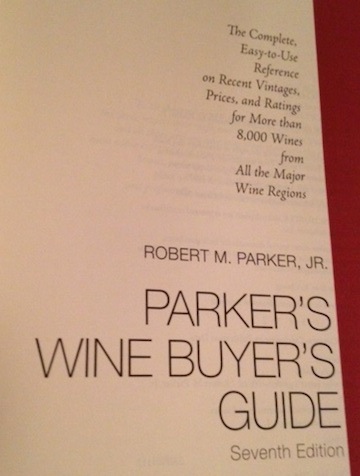 The Complete,
Easy-to-Use
Reference
on Recent Vintages,
Prices, and Ratings
for More than
8,000 Wines
from
All the Major
Wine Regions
ROBERT M. PARKER, JR.
PARKER'S
WINE BUYER'S
GUIDE
Seventh Edition